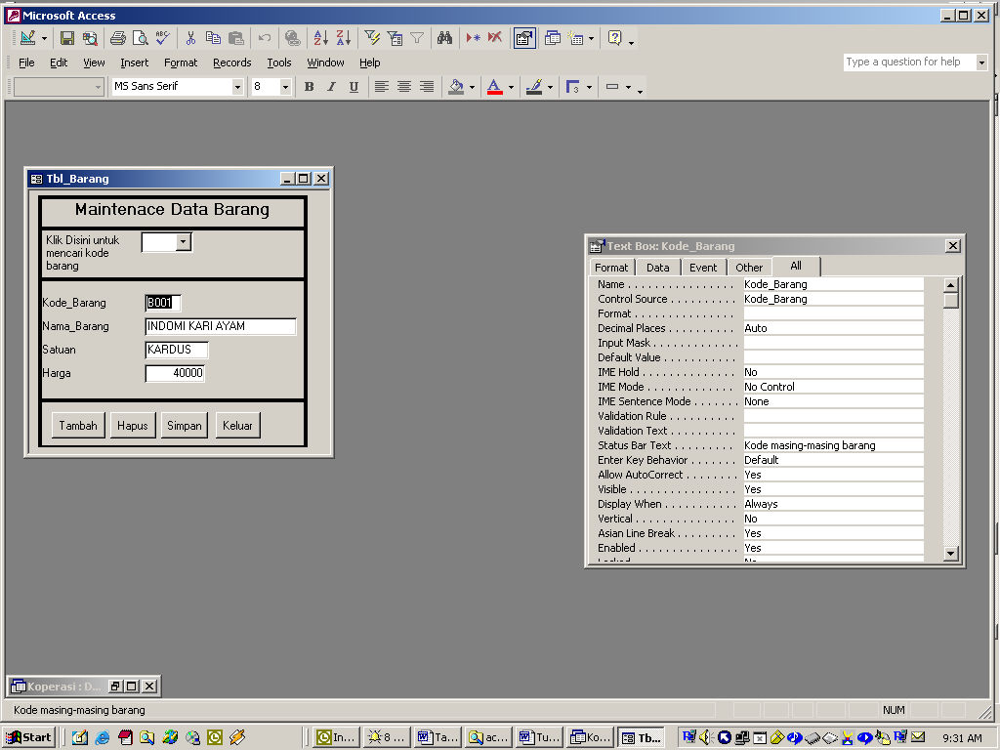 Microsoft Access
File Edit View Insert Format Records Tools Window Help
Type a question for help
MS Sans Serif 8 B I U A 3
Tbl_Barang
Maintenace Data Barang
Klik Disini untuk
mencari kode
barang
Kode_Barang B001
Nama_Barang INDOMI KARI AYAM
Satuan KARDUS
Harga 40000
Tambah Hapus Simpan Keluar
Text Box: Kode_Barang
Format Data Event Other All
Name . . . . . . . . . . . . . . . . . Kode_Barang
Control Source . . . . . . . . . . Kode_Barang
Format . . . . . . . . . . . . . . . .
Decimal Places . . . . . . . . . . . Auto
Input Mask . . . . . . . . . . . . .
Default Value . . . . . . . . . . . .
IME Hold . . . . . . . . . . . . . . No
IME Mode . . . . . . . . . . . . . . No Control
IME Sentence Mode . . . . . . . None
Validation Rule . . . . . . . . . . .
Validation Text . . . . . . . . . . .
Status Bar Text . . . . . . . . . . Kode masing-masing barang
Enter Key Behavior . . . . . . . . Default
Allow AutoCorrect . . . . . . . . Yes
Visible . . . . . . . . . . . . . . . . . Yes
Display When . . . . . . . . . . . Always
Vertical . . . . . . . . . . . . . . . . No
Asian Line Break . . . . . . . . . Yes
Enabled . . . . . . . . . . . . . . . Yes
Koperasi : D...
Kode masing-masing barang NUM
Start In... 8 ... Ta... ac... Tu... Ko... Tb... 9:31 AM